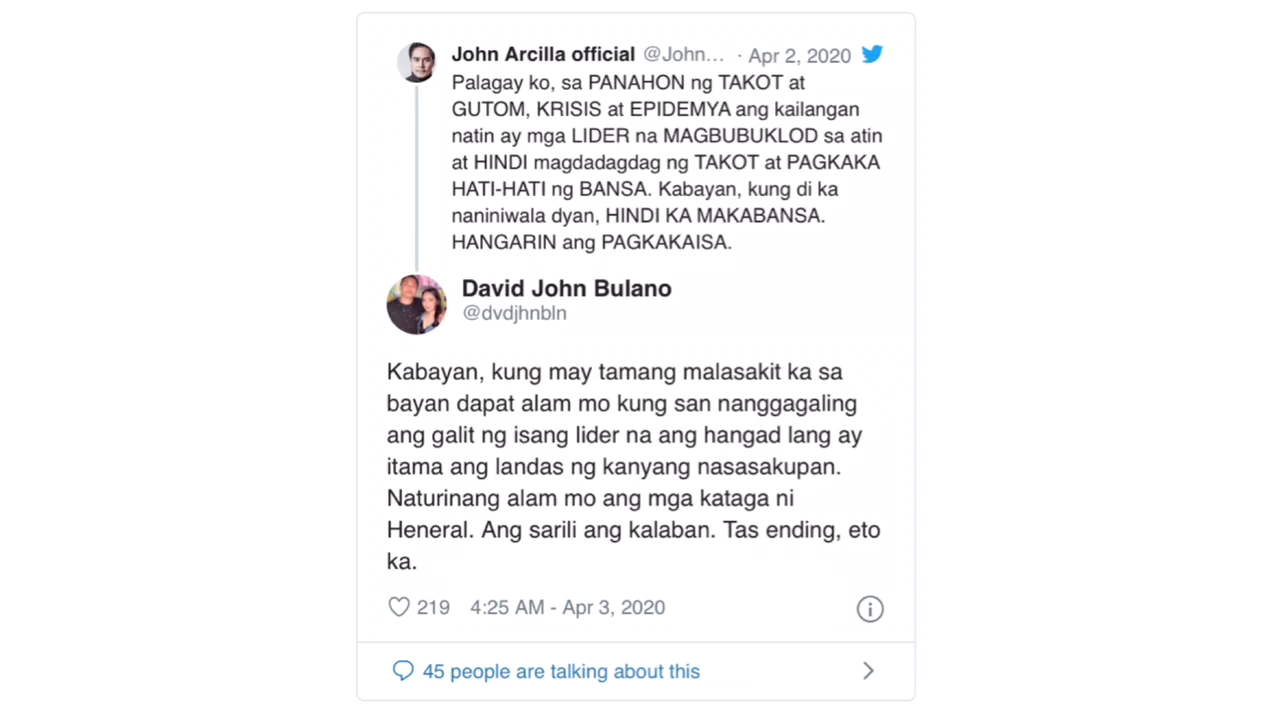 John Arcilla official @John... · Apr 2, 2020
Palagay ko, sa PANAHON ng TAKOT at
GUTOM, KRISIS at EPIDEMYA ang kailangan
natin ay mga LIDER na MAGBUBUKLOD sa atin
at HINDI magdadagdag ng TAKOT at PAGKAKA
HATI-HATI ng BANSA. Kabayan, kung di ka
naniniwala dyan, HINDI KA MAKABANSA.
HANGARIN ang PAGKAKAISA.
David John Bulano
@dvdjhnbln
Kabayan, kung may tamang malasakit ka sa
bayan dapat alam mo kung san nanggagaling
ang galit ng isang lider na ang hangad lang ay
itama ang landas ng kanyang nasasakupan.
Naturinang alam mo ang mga kataga ni
Heneral. Ang sarili ang kalaban. Tas ending, eto
ka.
219 4:25 AM - Apr 3, 2020
45 people are talking about this